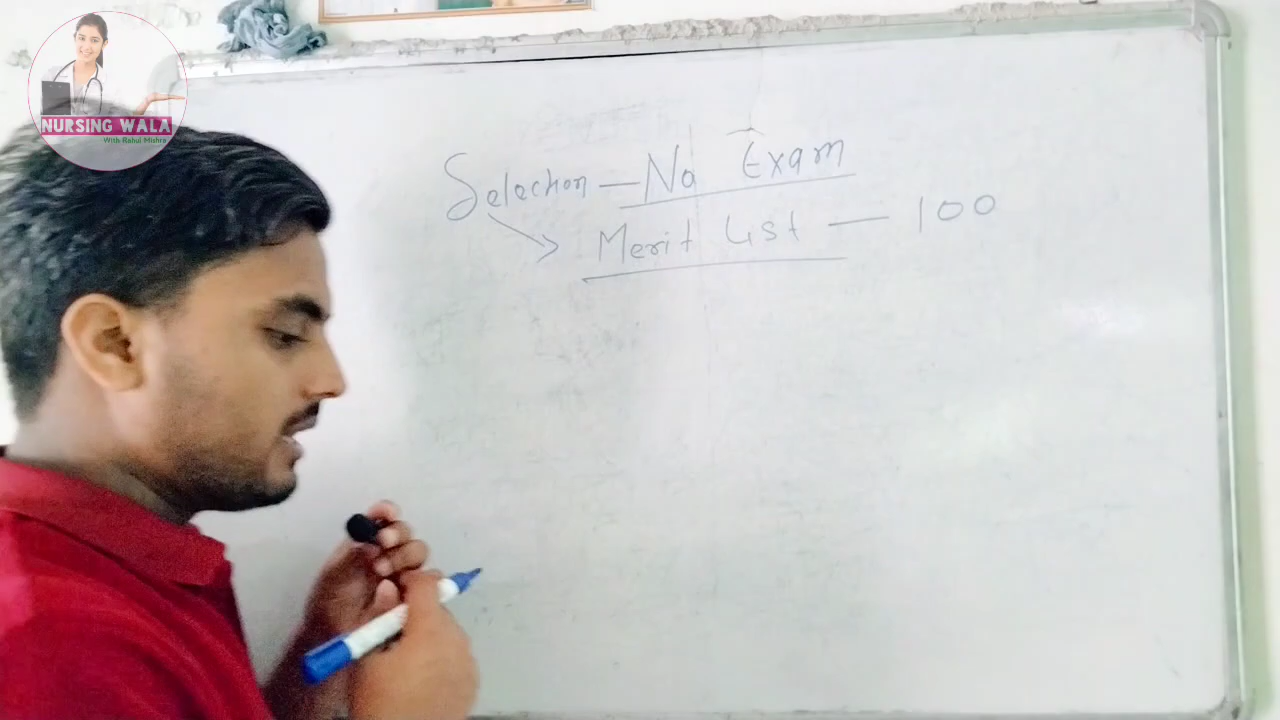 NURSING WALA
With Rahul Mishra
Selection — No Exam
Merit List — 100